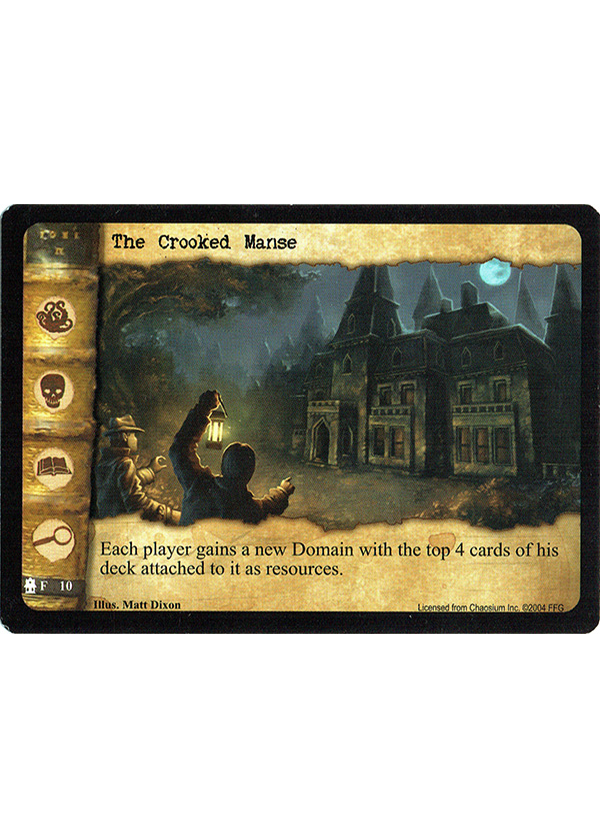 The Crooked Manse
Each player gains a new Domain with the top 4 cards of his
deck attached to it as resources.
F 10
Illus. Matt Dixon
Licensed from Chaosium Inc. ©2004 FFG